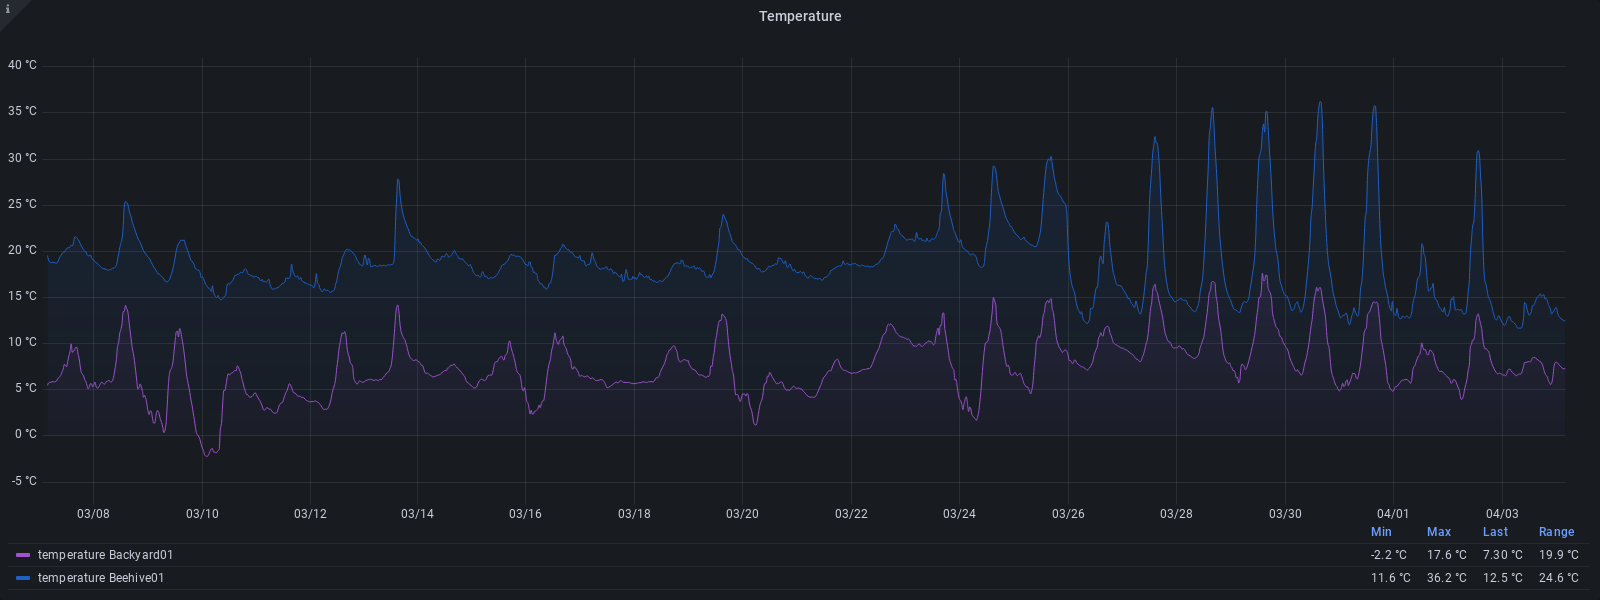 i
Temperature
40 °C
35 °C
30 °C
25 °C
20 °C
15 °C
10 °C
5 °C
0 °C
-5 °C
03/08 03/10 03/12 03/14 03/16 03/18 03/20 03/22 03/24 03/26 03/28 03/30 04/01 04/03
Min Max Last Range
temperature Backyard01 -2.2 °C 17.6 °C 7.30 °C 19.9 °C
temperature Beehive01 11.6 °C 36.2 °C 12.5 °C 24.6 °C